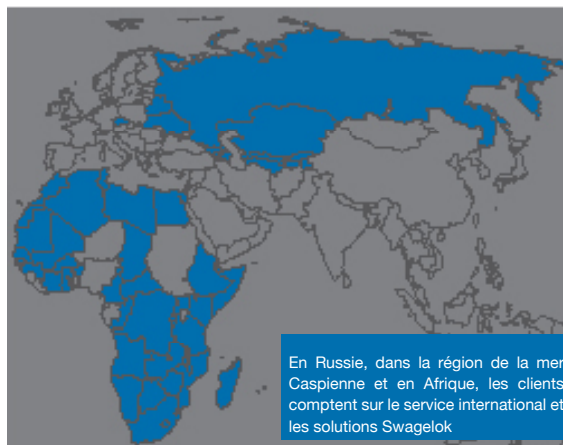 En Russie, dans la région de la mer
Caspienne et en Afrique, les clients
comptent sur le service international et
les solutions Swagelok